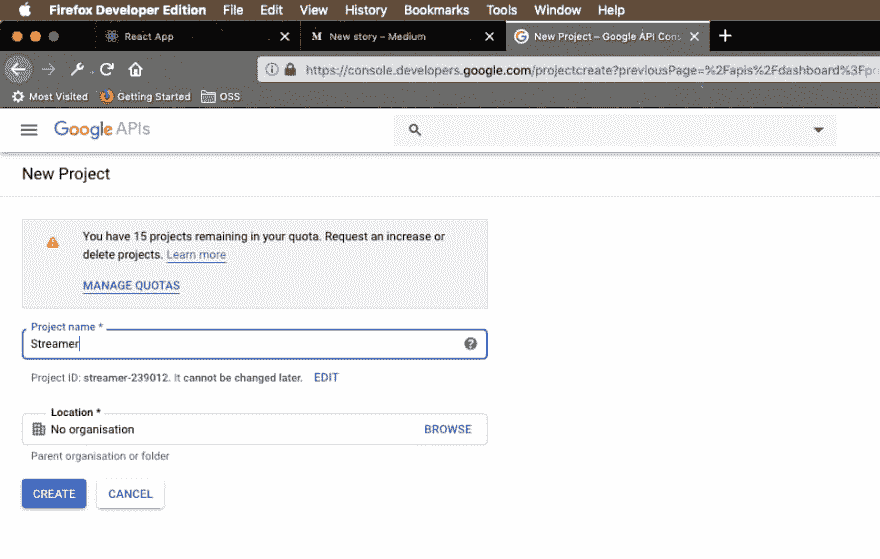 Firefox Developer Edition File Edit View History Bookmarks Tools Window Help
React App New story – Medium New Project – Google API Cons
https://console.developers.google.com/projectcreate?previousPage=%2Fapis%2Fdashboard%3Fpr
Most Visited Getting Started OSS
Google APIs
New Project
You have 15 projects remaining in your quota. Request an increase or
delete projects. Learn more
MANAGE QUOTAS
Project name *
Streamer
Project ID: streamer-239012. It cannot be changed later. EDIT
Location *
No organisation BROWSE
Parent organisation or folder
CREATE CANCEL